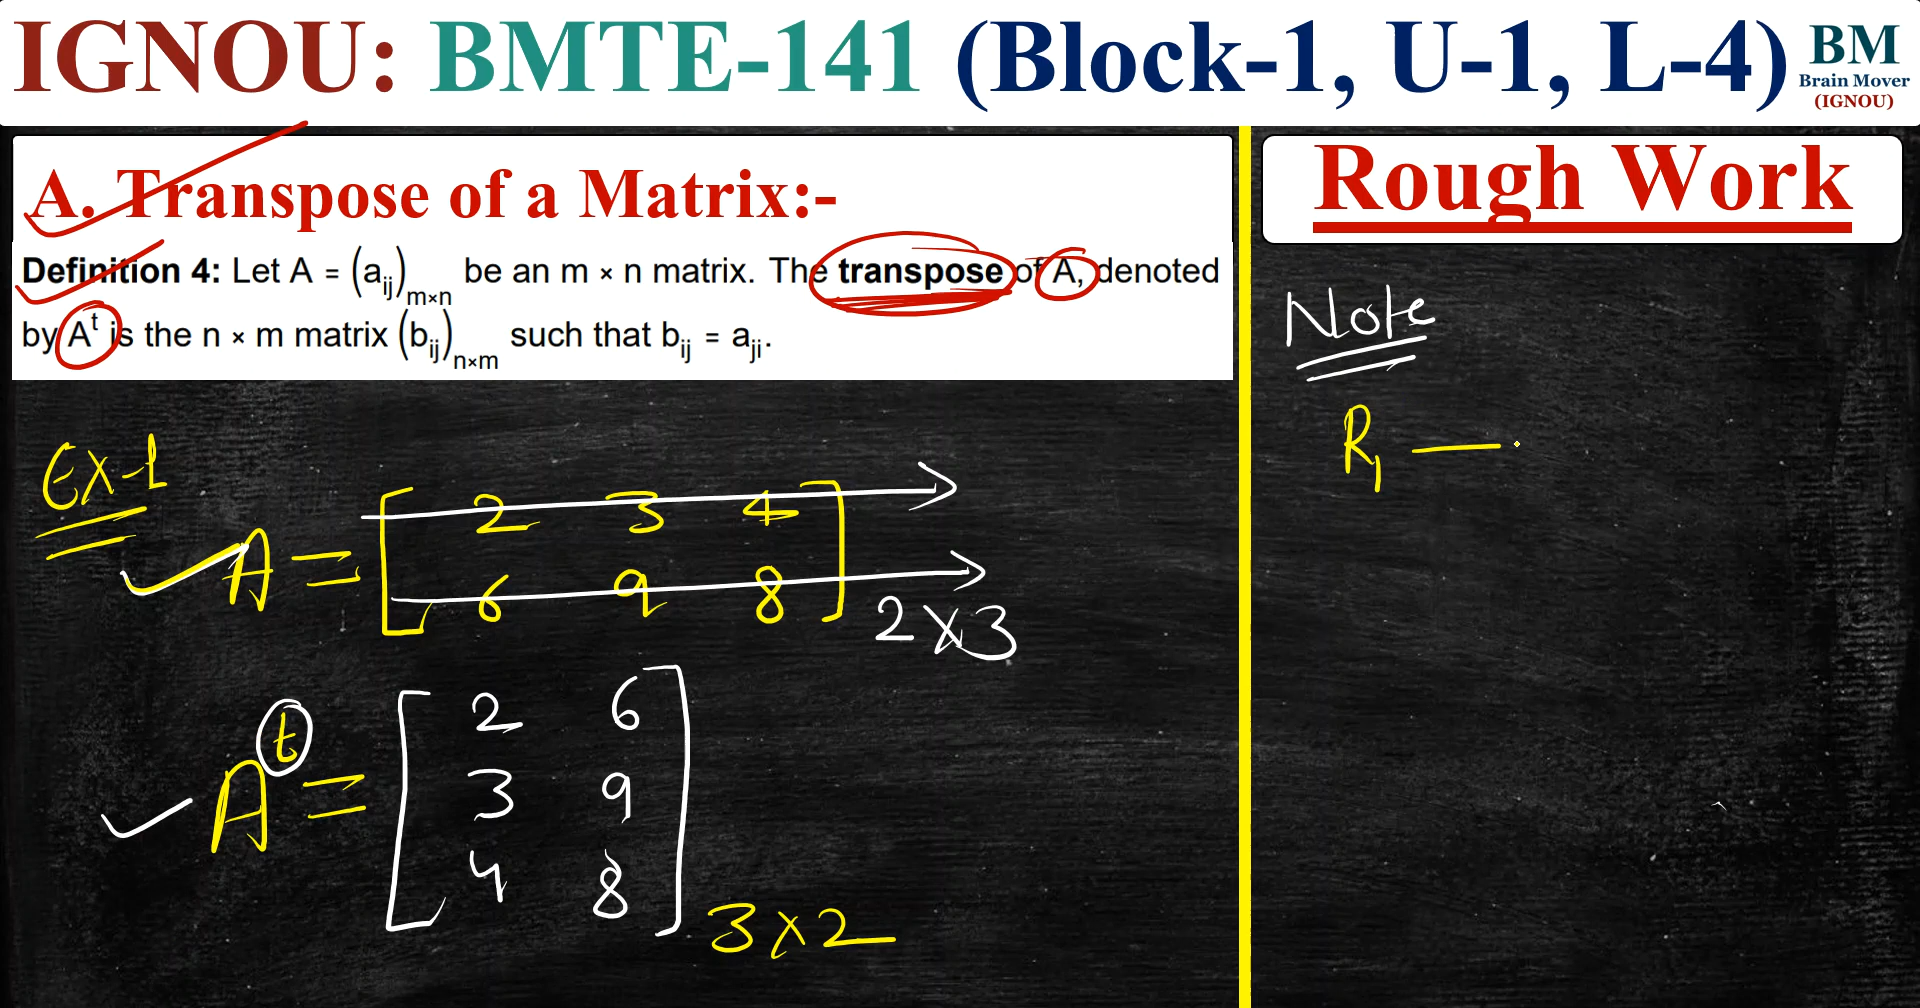 IGNOU: BMTE-141 (Block-1, U-1, L-4)
BM
Brain Mover
(IGNOU)
A. Transpose of a Matrix:-
Definition 4: Let A = (aij)m×n be an m × n matrix. The transpose of A, denoted
by At is the n × m matrix (bij)n×m such that bij = aji.
Ex-1
A = [ 2 3 4
6 9 8 ] 2×3
At = [ 2 6
3 9
4 8 ] 3×2
Rough Work
Note
R1 —